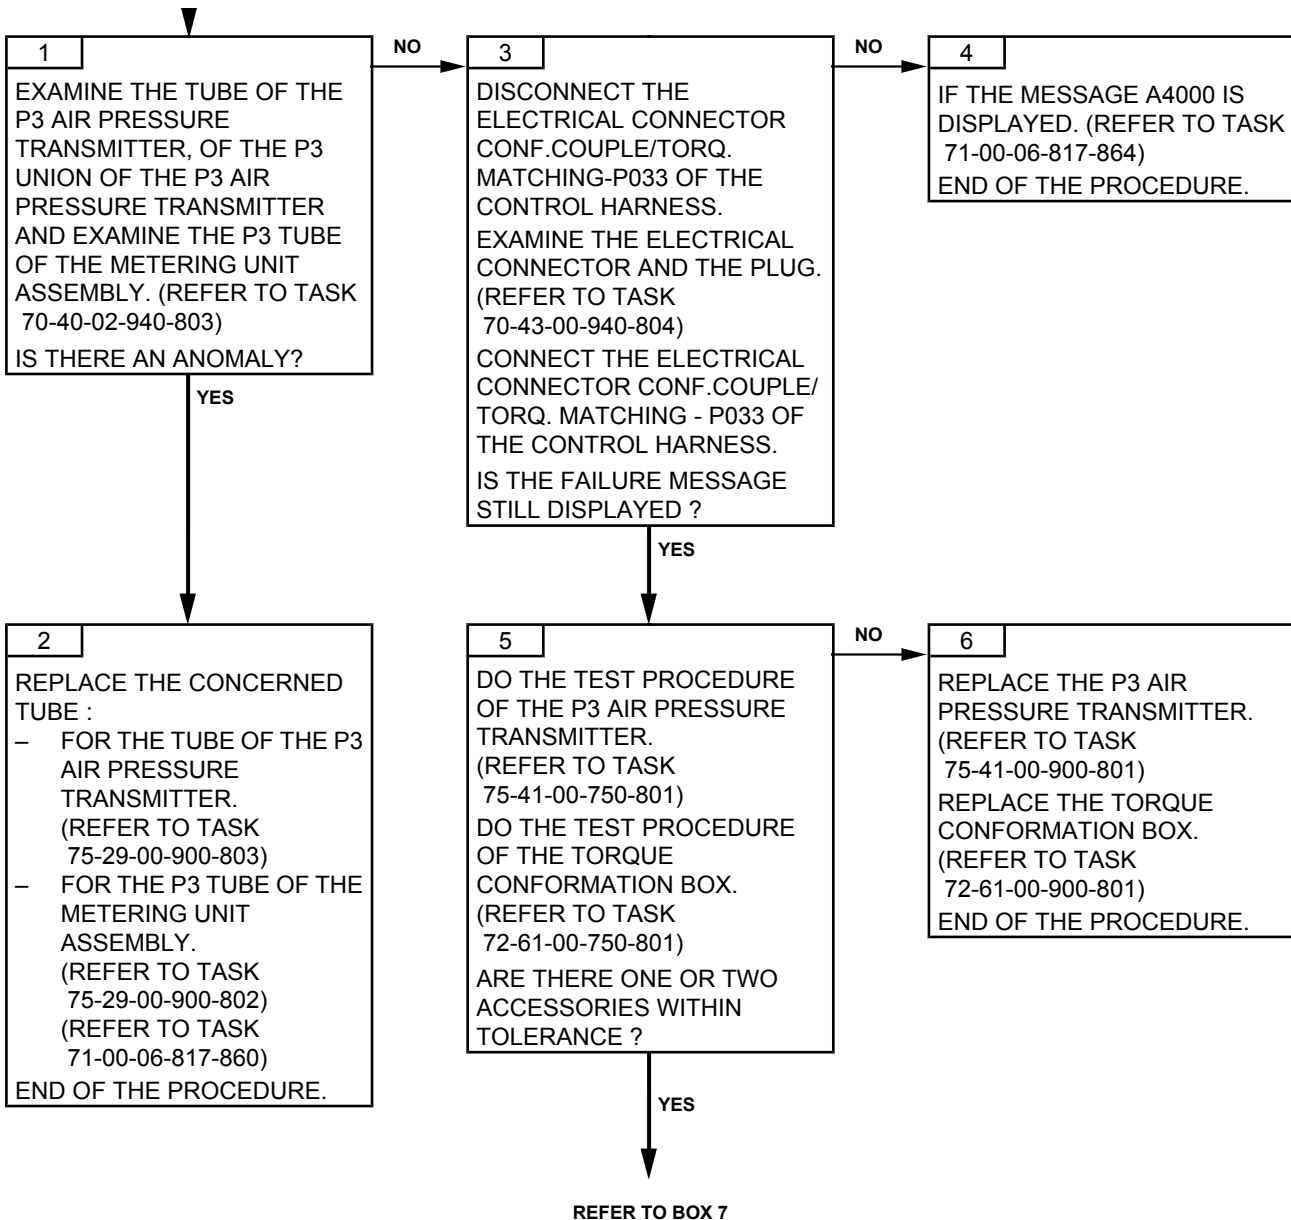 1
EXAMINE THE TUBE OF THE
P3 AIR PRESSURE
TRANSMITTER, OF THE P3
UNION OF THE P3 AIR
PRESSURE TRANSMITTER
AND EXAMINE THE P3 TUBE
OF THE METERING UNIT
ASSEMBLY. (REFER TO TASK
70-40-02-940-803)
IS THERE AN ANOMALY?
NO
YES
2
REPLACE THE CONCERNED
TUBE :
– FOR THE TUBE OF THE P3
AIR PRESSURE
TRANSMITTER.
(REFER TO TASK
75-29-00-900-803)
– FOR THE P3 TUBE OF THE
METERING UNIT
ASSEMBLY.
(REFER TO TASK
75-29-00-900-802)
(REFER TO TASK
71-00-06-817-860)
END OF THE PROCEDURE.
3
DISCONNECT THE
ELECTRICAL CONNECTOR
CONF.COUPLE/TORQ.
MATCHING-P033 OF THE
CONTROL HARNESS.
EXAMINE THE ELECTRICAL
CONNECTOR AND THE PLUG.
(REFER TO TASK
70-43-00-940-804)
CONNECT THE ELECTRICAL
CONNECTOR CONF.COUPLE/
TORQ. MATCHING - P033 OF
THE CONTROL HARNESS.
IS THE FAILURE MESSAGE
STILL DISPLAYED ?
NO
YES
4
IF THE MESSAGE A4000 IS
DISPLAYED. (REFER TO TASK
71-00-06-817-864)
END OF THE PROCEDURE.
5
DO THE TEST PROCEDURE
OF THE P3 AIR PRESSURE
TRANSMITTER.
(REFER TO TASK
75-41-00-750-801)
DO THE TEST PROCEDURE
OF THE TORQUE
CONFORMATION BOX.
(REFER TO TASK
72-61-00-750-801)
ARE THERE ONE OR TWO
ACCESSORIES WITHIN
TOLERANCE ?
NO
YES
6
REPLACE THE P3 AIR
PRESSURE TRANSMITTER.
(REFER TO TASK
75-41-00-900-801)
REPLACE THE TORQUE
CONFORMATION BOX.
(REFER TO TASK
72-61-00-900-801)
END OF THE PROCEDURE.
REFER TO BOX 7